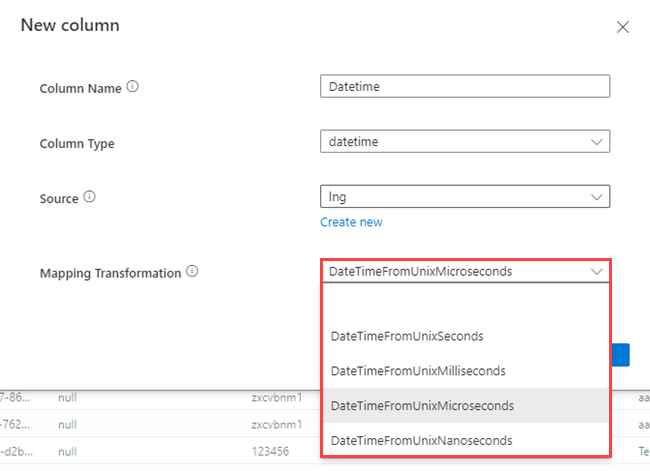 New column
Column Name
Datetime
Column Type
datetime
Source
lng
Create new
Mapping Transformation
DateTimeFromUnixMicroseconds
DateTimeFromUnixSeconds
DateTimeFromUnixMilliseconds
DateTimeFromUnixMicroseconds
DateTimeFromUnixNanoseconds
7-86... null zxcvbnm1 aa
-762... null zxcvbnm1 aa
-d2b... null 123456 Te